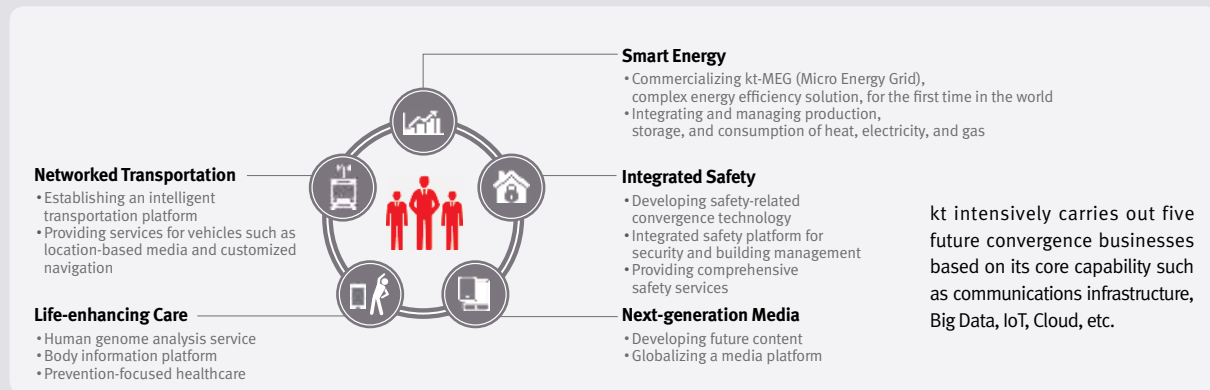 Smart Energy
• Commercializing kt-MEG (Micro Energy Grid),
complex energy efficiency solution, for the first time in the world
• Integrating and managing production,
storage, and consumption of heat, electricity, and gas
Networked Transportation
• Establishing an intelligent
transportation platform
• Providing services for vehicles such as
location-based media and customized
navigation
Integrated Safety
• Developing safety-related
convergence technology
• Integrated safety platform for
security and building management
• Providing comprehensive
safety services
Life-enhancing Care
• Human genome analysis service
• Body information platform
• Prevention-focused healthcare
Next-generation Media
• Developing future content
• Globalizing a media platform
kt intensively carries out five
future convergence businesses
based on its core capability such
as communications infrastructure,
Big Data, IoT, Cloud, etc.